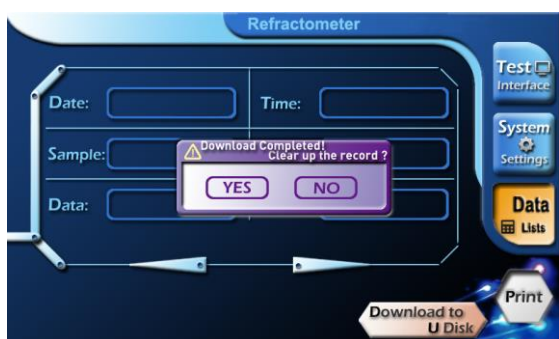 Refractometer
Date:
Time:
Sample:
Data:
Download Completed!
Clear up the record ?
YES
NO
Test
Interface
System
Settings
Data
Lists
Download to
U Disk
Print